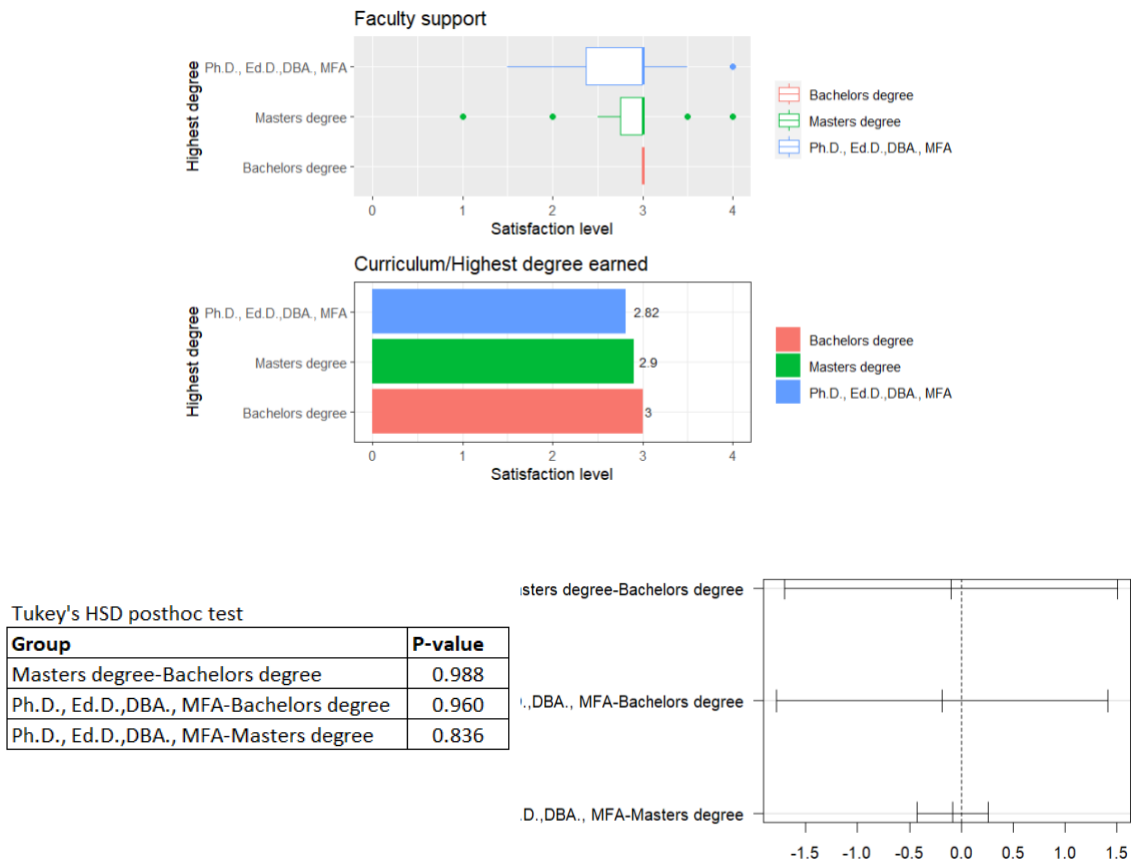 Faculty support
Highest degree
Ph.D., Ed.D.,DBA., MFA
Masters degree
Bachelors degree
0 1 2 3 4
Satisfaction level
Bachelors degree
Masters degree
Ph.D., Ed.D.,DBA., MFA
Curriculum/Highest degree earned
Highest degree
Ph.D., Ed.D.,DBA., MFA 2.82
Masters degree 2.9
Bachelors degree 3
0 1 2 3 4
Satisfaction level
Bachelors degree
Masters degree
Ph.D., Ed.D.,DBA., MFA
Tukey's HSD posthoc test
Group P-value
Masters degree-Bachelors degree 0.988
Ph.D., Ed.D.,DBA., MFA-Bachelors degree 0.960
Ph.D., Ed.D.,DBA., MFA-Masters degree 0.836
sters degree-Bachelors degree
.,DBA., MFA-Bachelors degree
.D.,DBA., MFA-Masters degree
-1.5 -1.0 -0.5 0.0 0.5 1.0 1.5